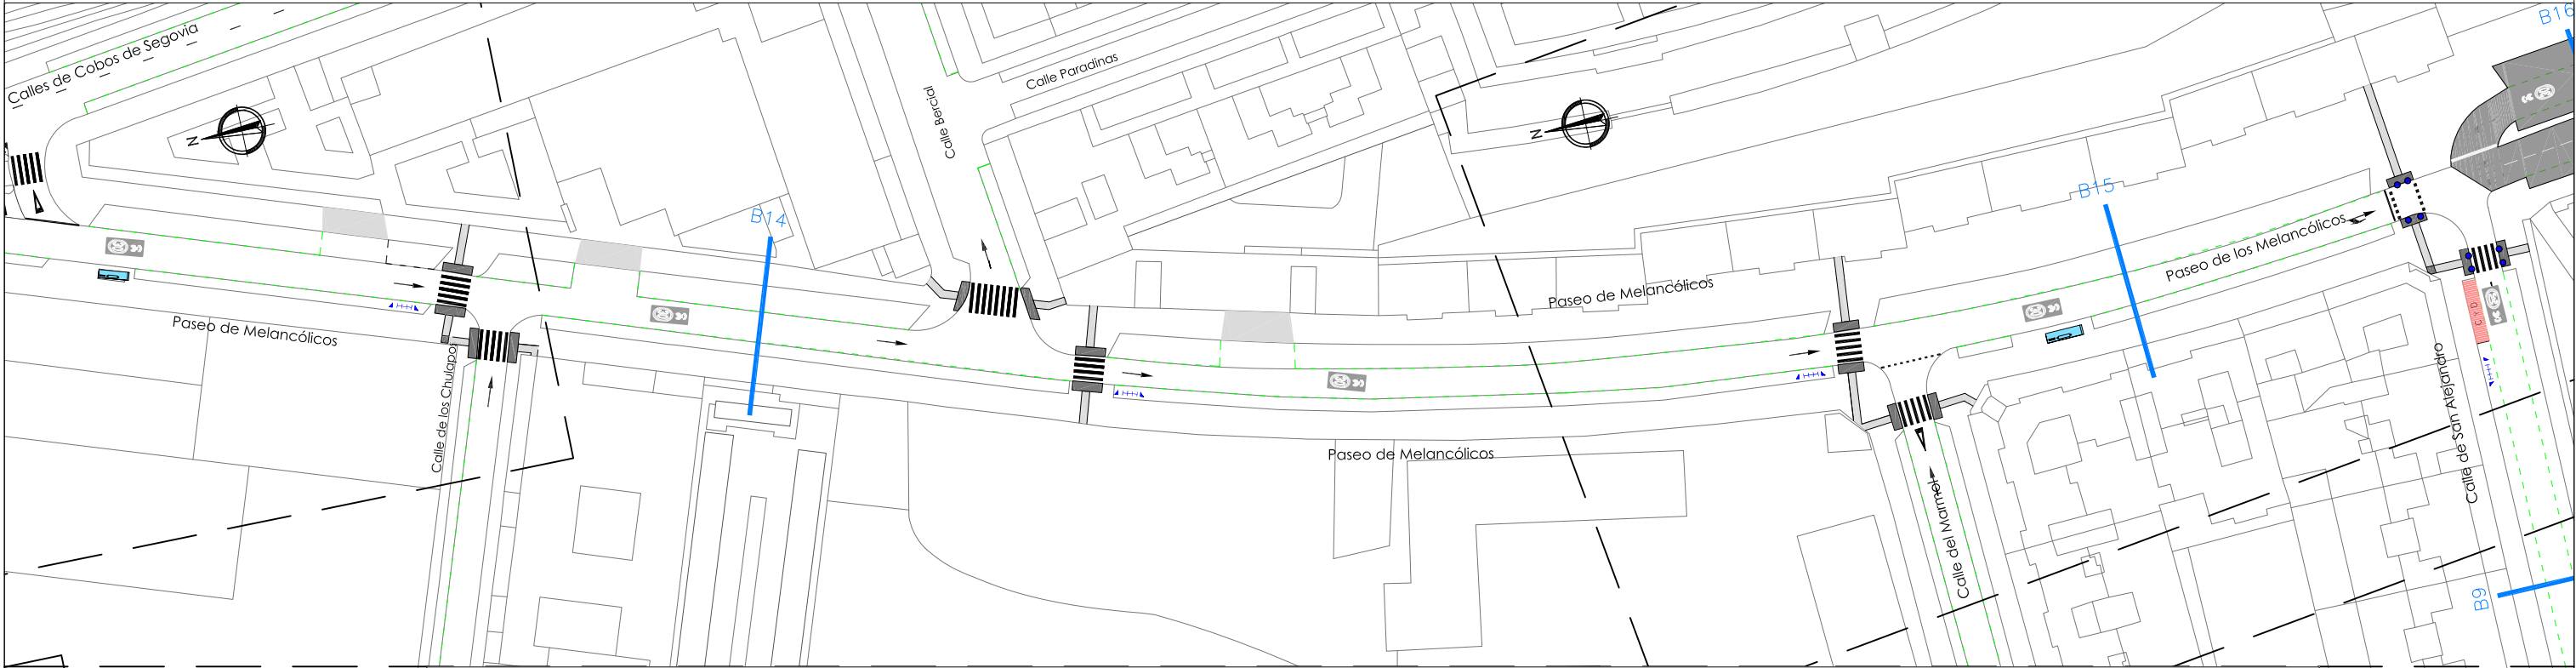 Calles de Cobos de Segovia
N
Paseo de Melancólicos
Calle de los Chulapos
B14
Calle Bercial
Calle Paradinas
N
Paseo de Melancólicos
Paseo de Melancólicos
B15
Paseo de los Melancólicos
Calle del Mármol
Calle de San Alejandro
C.Y.D.
B16
B9